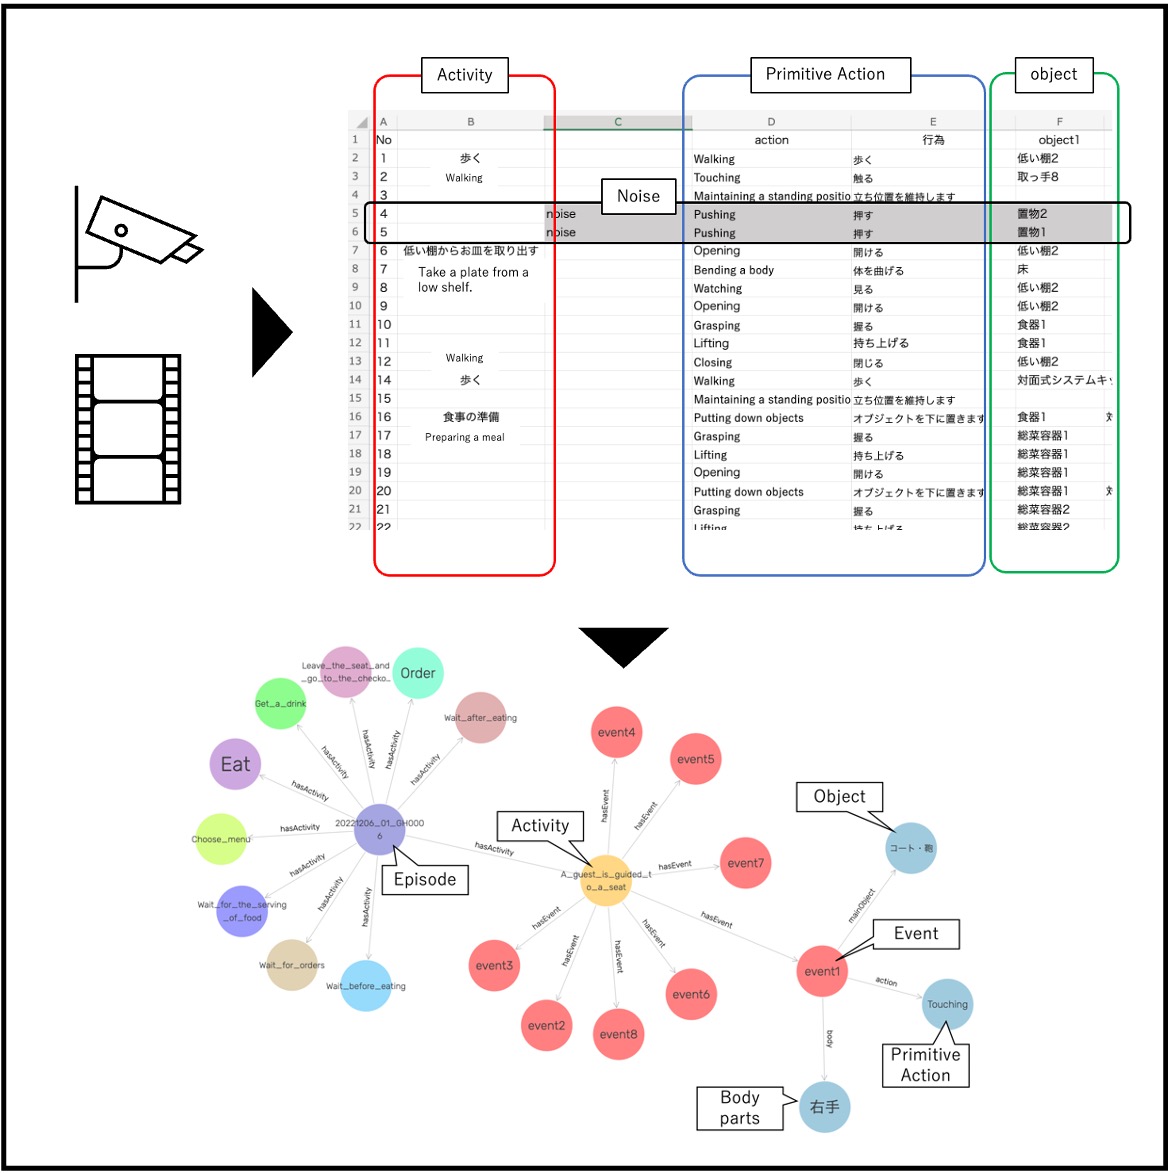 Activity
Primitive Action
object
A B C D E F
1 No action 行為 object1
2 1 歩く Walking 歩く 低い棚2
3 2 Walking Touching 触る 取っ手8
4 3 Maintaining a standing positio 立ち位置を維持します
Noise
5 4 noise Pushing 押す 置物2
6 5 noise Pushing 押す 置物1
7 6 低い棚からお皿を取り出す Opening 開ける 低い棚2
8 7 Take a plate from a Bending a body 体を曲げる 床
9 8 low shelf. Watching 見る 低い棚2
10 9 Opening 開ける 低い棚2
11 10 Grasping 握る 食器1
12 11 Lifting 持ち上げる 食器1
13 12 Walking Closing 閉じる 低い棚2
14 14 歩く Walking 歩く 対面式システムキッ
15 15 Maintaining a standing positio 立ち位置を維持します
16 16 食事の準備 Putting down objects オブジェクトを下に置きます 食器1
17 17 Preparing a meal Grasping 握る 総菜容器1
18 18 Lifting 持ち上げる 総菜容器1
19 19 Opening 開ける 総菜容器1
20 20 Putting down objects オブジェクトを下に置きます 総菜容器1
21 21 Grasping 握る 総菜容器2
22 22 Lifting 持ち上げる 総菜容器2
Leave_the_seat_and
_go_to_the_checko_
Order
Get_a_drink
Wait_after_eating
Eat
Choose_menu
Wait_for_the_serving
_of_food
Wait_for_orders
Wait_before_eating
20221206_01_GH000
6
Episode
hasActivity
hasActivity
hasActivity
hasActivity
hasActivity
hasActivity
hasActivity
hasActivity
hasActivity
hasActivity
Activity
A_guest_is_guided_t
o_a_seat
event4
event5
event7
event3
event2
event8
event6
hasEvent
hasEvent
hasEvent
hasEvent
hasEvent
hasEvent
hasEvent
hasEvent
Object
コート・鞄
mainObject
Event
event1
action
Touching
Primitive
Action
body
Body
parts
右手